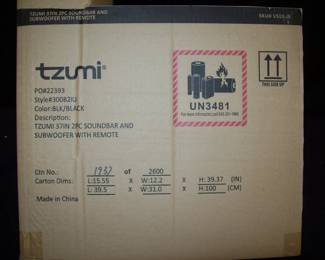 TZUMI 37IN 2PC SOUNDBAR AND
SUBWOOFER WITH REMOTE
tzumi
PO#22393
Style#30082IU
Color:BLK/BLACK
Description:
TZUMI 37IN 2PC SOUNDBAR AND
SUBWOOFER WITH REMOTE
UN3481
THIS SIDE UP
Ctn No.: 1937 of 2600
Carton Dims: L:15.55 X W:12.2 X H: 39.37 (IN)
L: 39.5 X W:31.0 X H:100 (CM)
Made in China